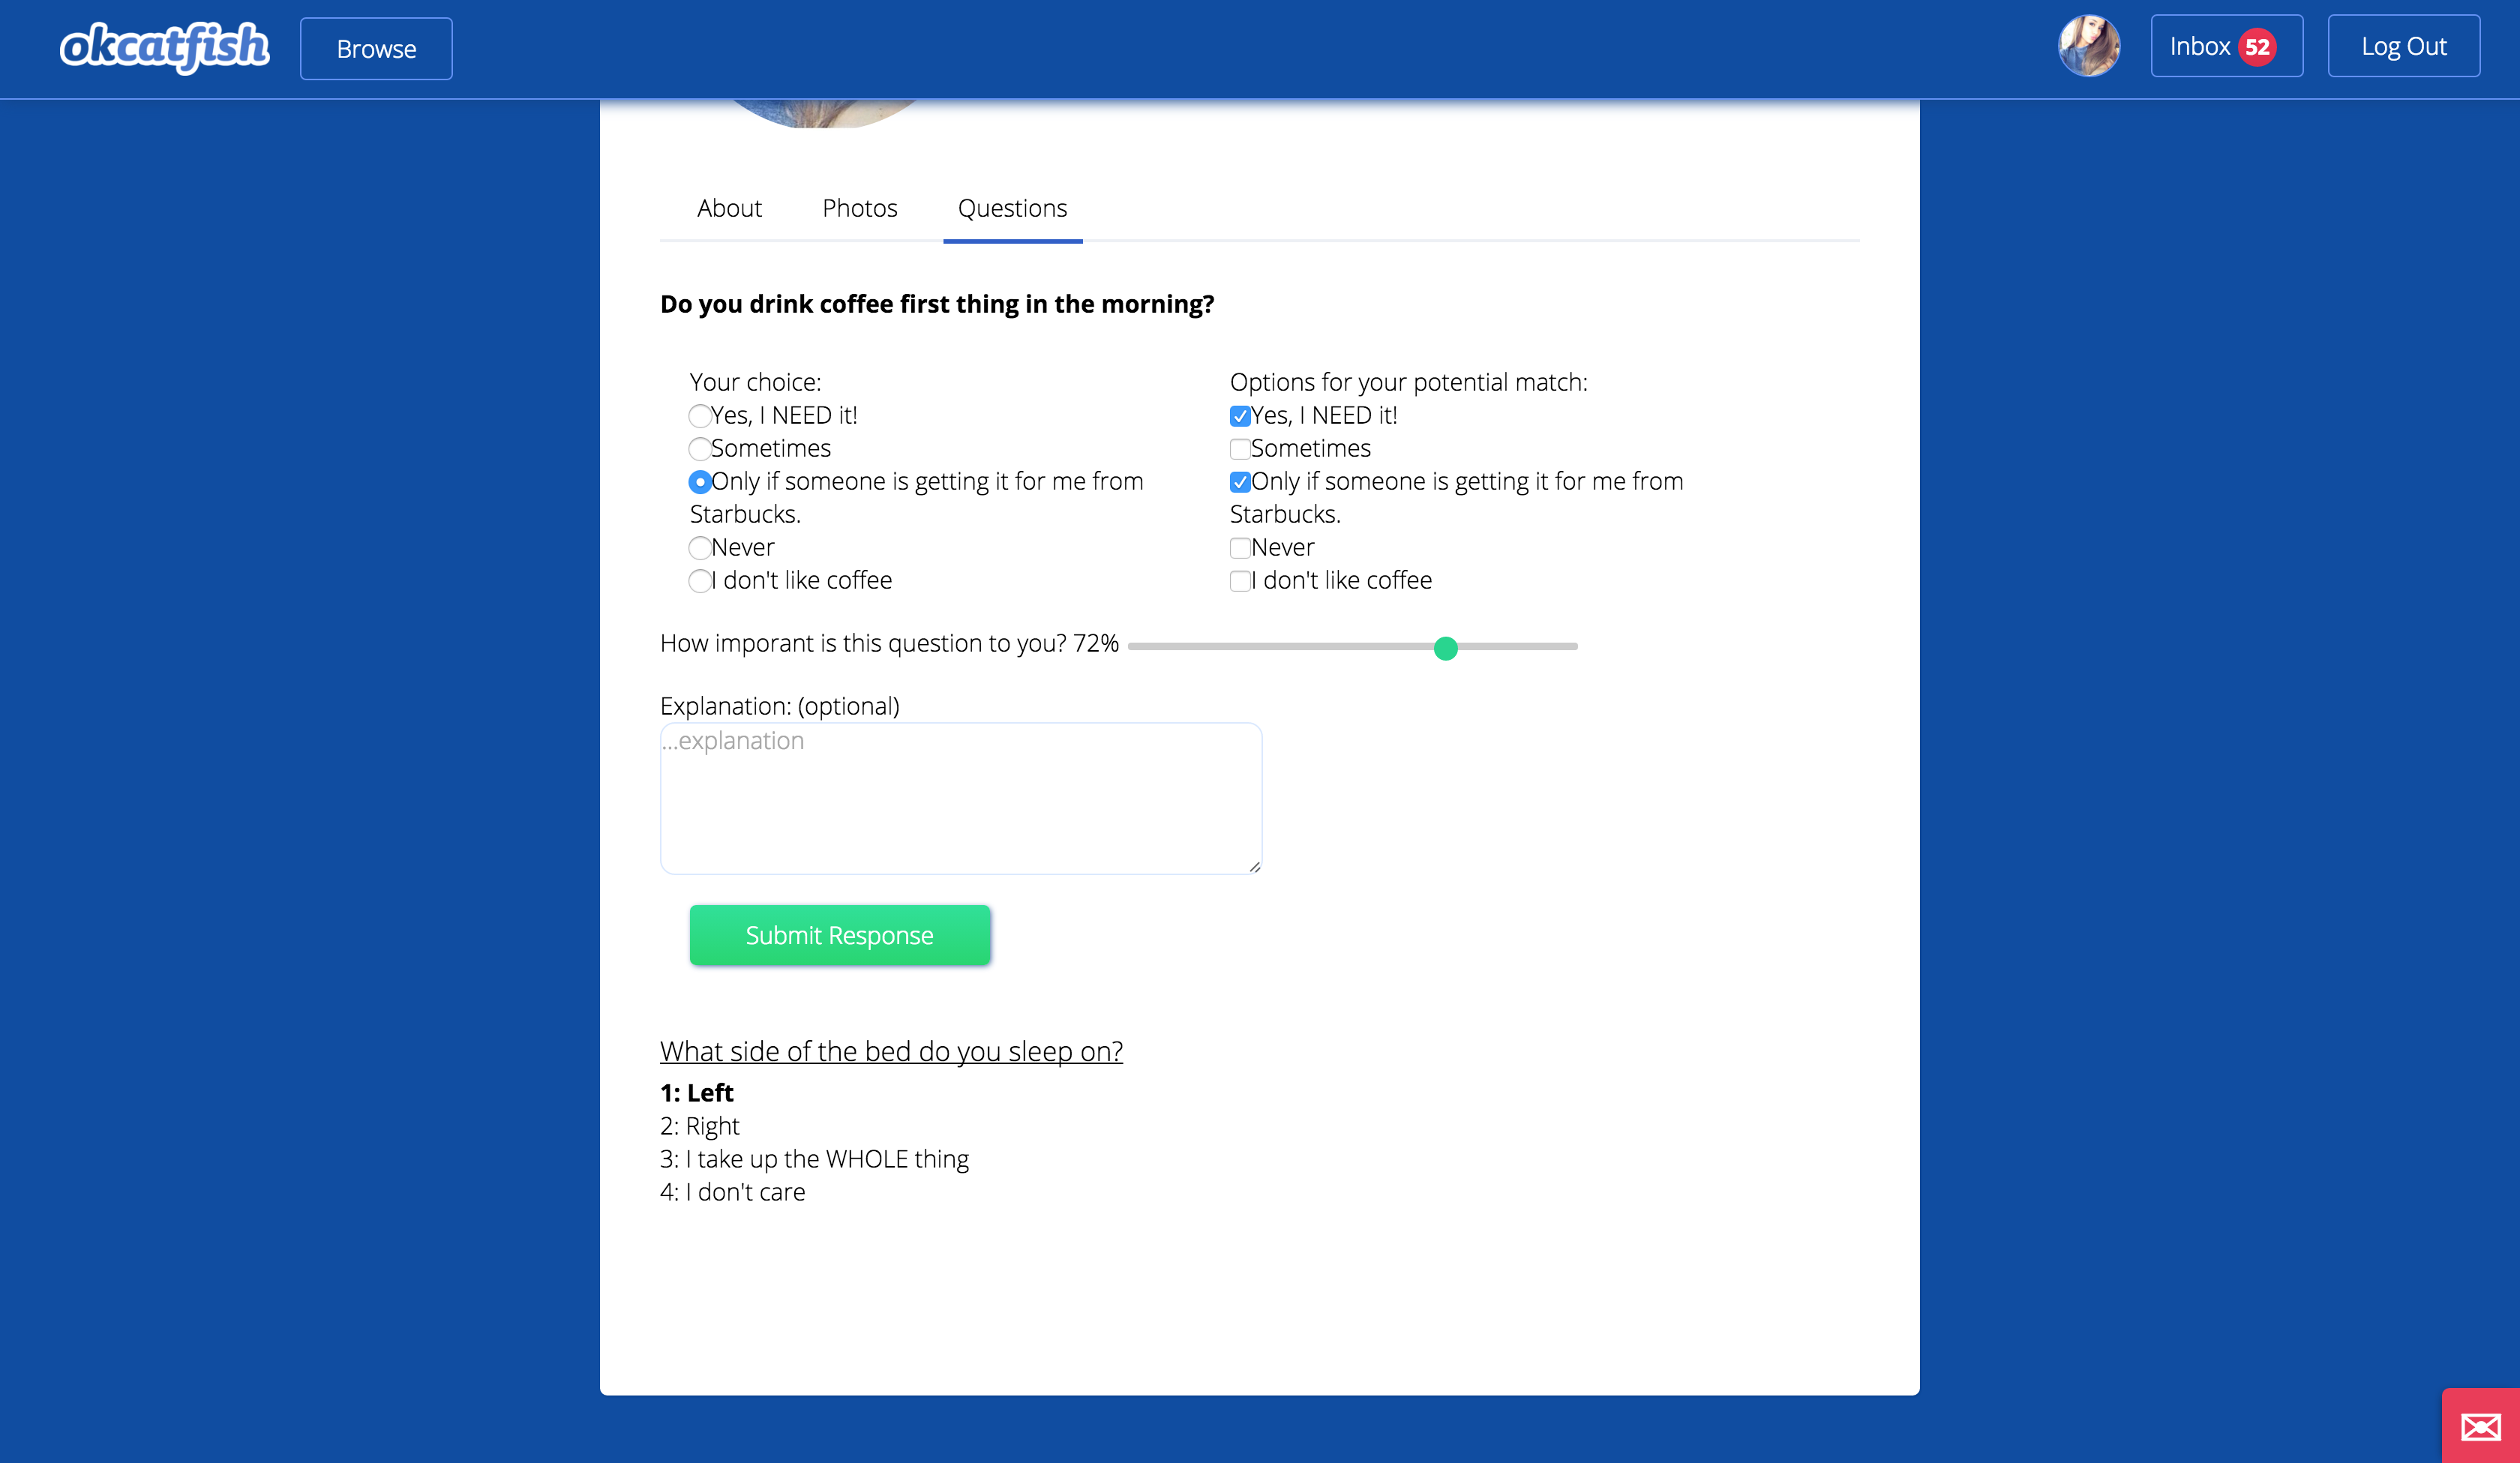 okcatfish
Browse
Inbox 52
Log Out
About Photos Questions
Do you drink coffee first thing in the morning?
Your choice:
Yes, I NEED it!
Sometimes
Only if someone is getting it for me from
Starbucks.
Never
I don't like coffee
Options for your potential match:
Yes, I NEED it!
Sometimes
Only if someone is getting it for me from
Starbucks.
Never
I don't like coffee
How imporant is this question to you? 72%
Explanation: (optional)
...explanation
Submit Response
What side of the bed do you sleep on?
1: Left
2: Right
3: I take up the WHOLE thing
4: I don't care